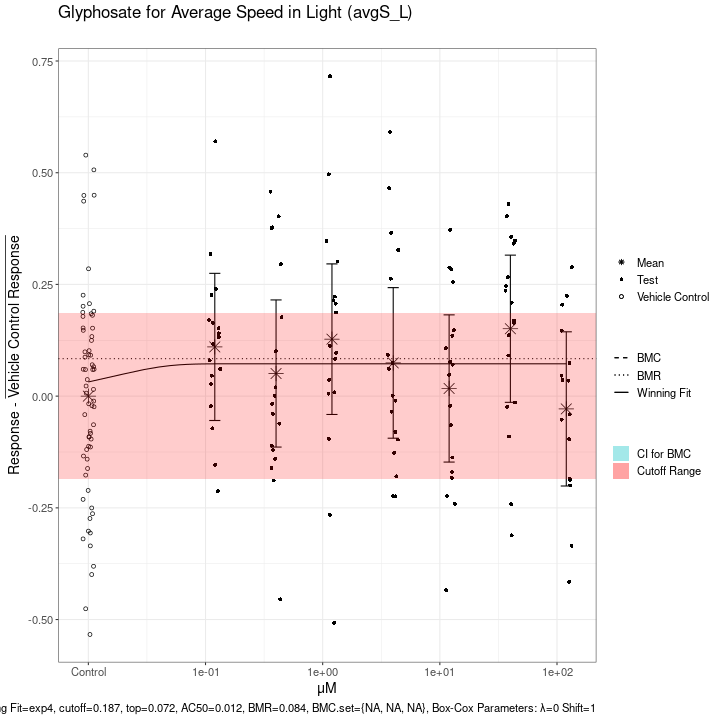 Glyphosate for Average Speed in Light (avgS_L)
Response - Vehicle Control Response
0.75
0.50
0.25
0.00
-0.25
-0.50
Control
1e-01
1e+00
1e+01
1e+02
µM
Mean
Test
Vehicle Control
BMC
BMR
Winning Fit
CI for BMC
Cutoff Range
Fit=exp4, cutoff=0.187, top=0.072, AC50=0.012, BMR=0.084, BMC.set={NA, NA, NA}, Box-Cox Parameters: λ=0 Shift=1